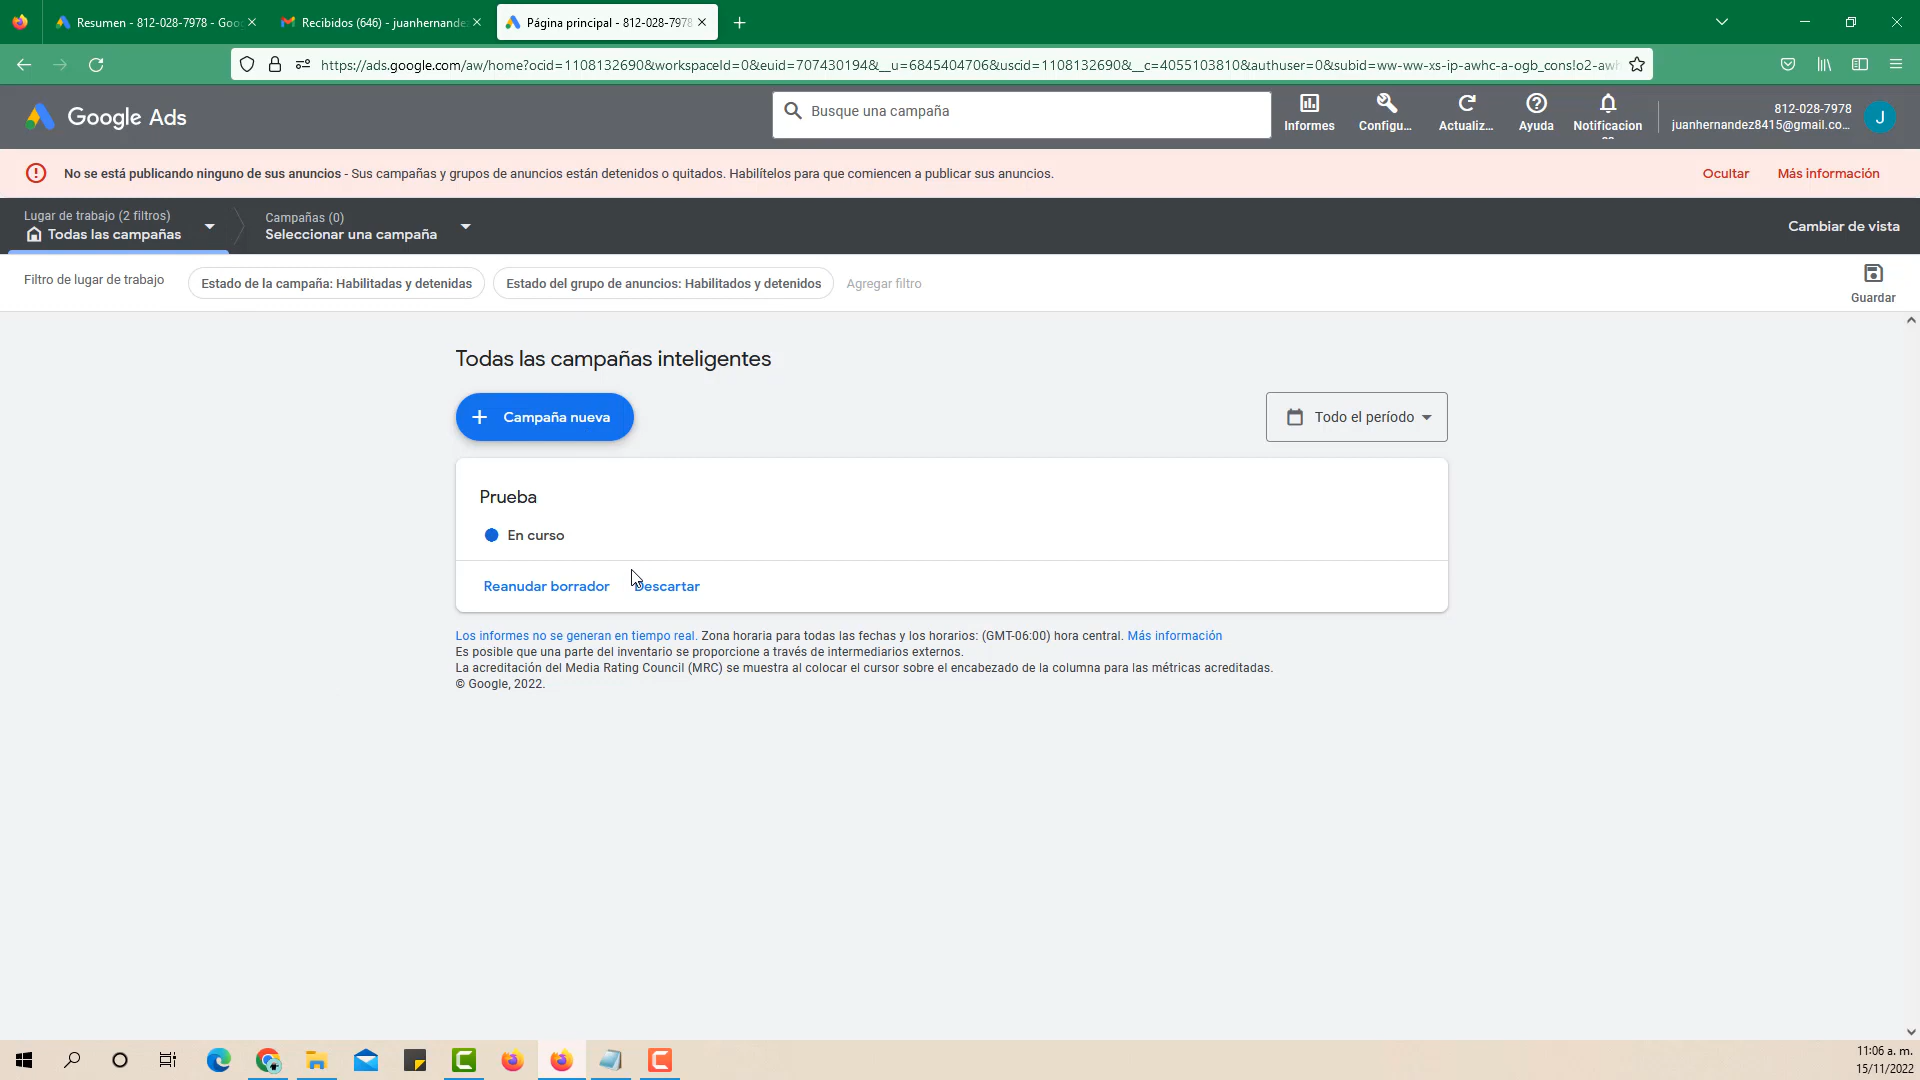 Resumen - 812-028-7978 - Goo
Recibidos (646) - juanhernande
Página principal - 812-028-7978
https://ads.google.com/aw/home?ocid=1108132690&workspaceId=0&euid=707430194&__u=6845404706&uscid=1108132690&__c=4055103810&authuser=0&subid=ww-ww-xs-ip-awhc-a-ogb_cons!o2-awh
Google Ads
Busque una campaña
Informes
Configu...
Actualiz...
Ayuda
Notificacion
812-028-7978
juanhernandez8415@gmail.co...
J
No se está publicando ninguno de sus anuncios - Sus campañas y grupos de anuncios están detenidos o quitados. Habilítelos para que comiencen a publicar sus anuncios.
Ocultar
Más información
Lugar de trabajo (2 filtros)
Todas las campañas
Campañas (0)
Seleccionar una campaña
Cambiar de vista
Filtro de lugar de trabajo
Estado de la campaña: Habilitadas y detenidas
Estado del grupo de anuncios: Habilitados y detenidos
Agregar filtro
Guardar
Todas las campañas inteligentes
Campaña nueva
Todo el período
Prueba
En curso
Reanudar borrador
Descartar
Los informes no se generan en tiempo real. Zona horaria para todas las fechas y los horarios: (GMT-06:00) hora central. Más información
Es posible que una parte del inventario se proporcione a través de intermediarios externos.
La acreditación del Media Rating Council (MRC) se muestra al colocar el cursor sobre el encabezado de la columna para las métricas acreditadas.
© Google, 2022.
11:06 a. m.
15/11/2022